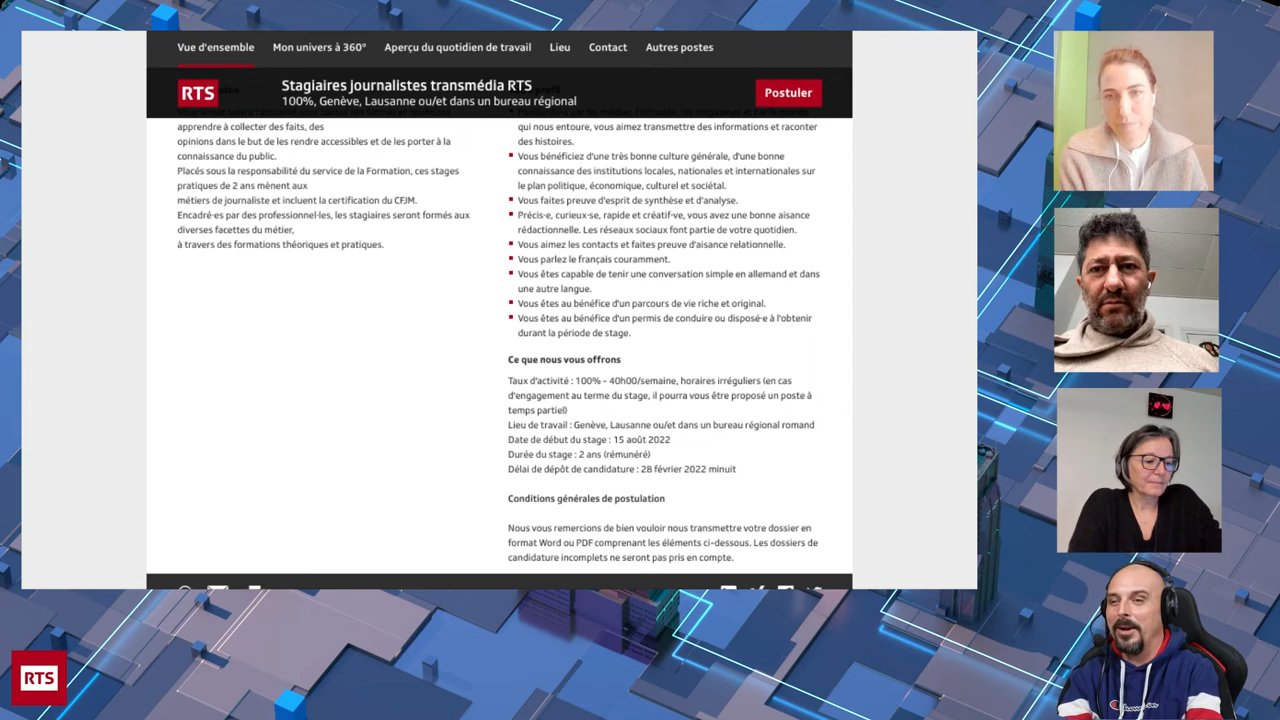 Vue d'ensemble
Mon univers à 360°
Aperçu du quotidien de travail
Lieu
Contact
Autres postes
RTS
Stagiaires journalistes transmédia RTS
100%, Genève, Lausanne ou/et dans un bureau régional
Postuler
apprendre à collecter des faits, des
opinions dans le but de les rendre accessibles et de les porter à la
connaissance du public.
Placés sous la responsabilité du service de la Formation, ces stages
pratiques de 2 ans mènent aux
métiers de journaliste et incluent la certification du CFJM.
Encadré·es par des professionnel·les, les stagiaires seront formés aux
diverses facettes du métier,
à travers des formations théoriques et pratiques.
qui nous entoure, vous aimez transmettre des informations et raconter
des histoires.
Vous bénéficiez d'une très bonne culture générale, d'une bonne
connaissance des institutions locales, nationales et internationales sur
le plan politique, économique, culturel et sociétal.
Vous faites preuve d'esprit de synthèse et d'analyse.
Précis·e, curieux·se, rapide et créatif·ve, vous avez une bonne aisance
rédactionnelle. Les réseaux sociaux font partie de votre quotidien.
Vous aimez les contacts et faites preuve d'aisance relationnelle.
Vous parlez le français couramment.
Vous êtes capable de tenir une conversation simple en allemand et dans
une autre langue.
Vous êtes au bénéfice d'un parcours de vie riche et original.
Vous êtes au bénéfice d'un permis de conduire ou disposé·e à l'obtenir
durant la période de stage.
Ce que nous vous offrons
Taux d'activité : 100% - 40h00/semaine, horaires irréguliers (en cas
d'engagement au terme du stage, il pourra vous être proposé un poste à
temps partiel)
Lieu de travail : Genève, Lausanne ou/et dans un bureau régional romand
Date de début du stage : 15 août 2022
Durée du stage : 2 ans (rémunéré)
Délai de dépôt de candidature : 28 février 2022 minuit
Conditions générales de postulation
Nous vous remercions de bien vouloir nous transmettre votre dossier en
format Word ou PDF comprenant les éléments ci-dessous. Les dossiers de
candidature incomplets ne seront pas pris en compte.
RTS
Champion